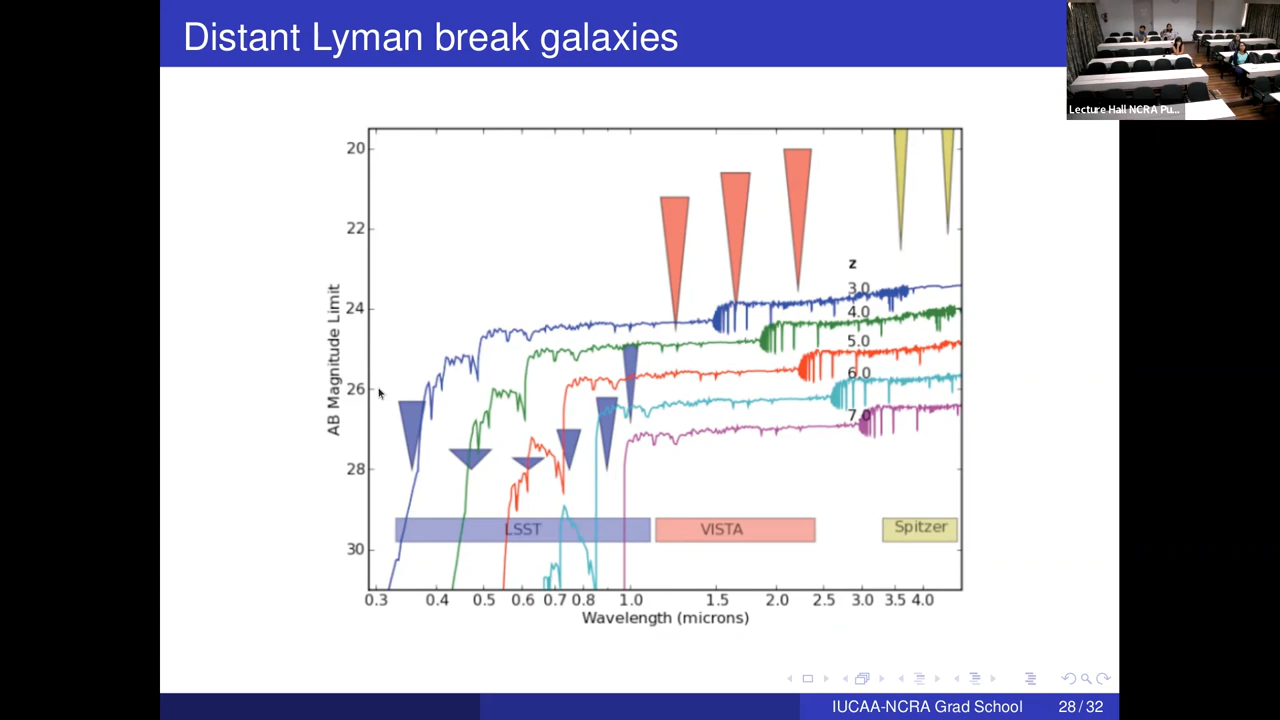 Distant Lyman break galaxies
Lecture Hall NCRA Pu...
20
22
24
26
28
30
AB Magnitude Limit
z
3.0
4.0
5.0
6.0
7.0
LSST
VISTA
Spitzer
0.3 0.4 0.5 0.6 0.7 0.8 1.0 1.5 2.0 2.5 3.0 3.5 4.0
Wavelength (microns)
IUCAA-NCRA Grad School 28 / 32